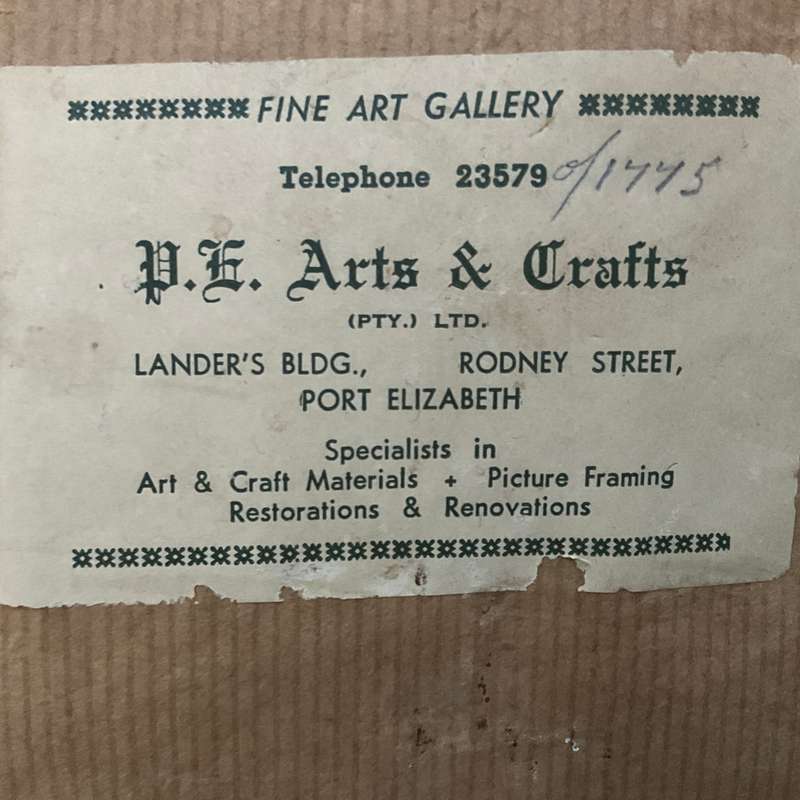 FINE ART GALLERY
Telephone 23579 o/1775
P.E. Arts & Crafts
(PTY.) LTD.
LANDER'S BLDG., RODNEY STREET,
PORT ELIZABETH
Specialists in
Art & Craft Materials + Picture Framing
Restorations & Renovations